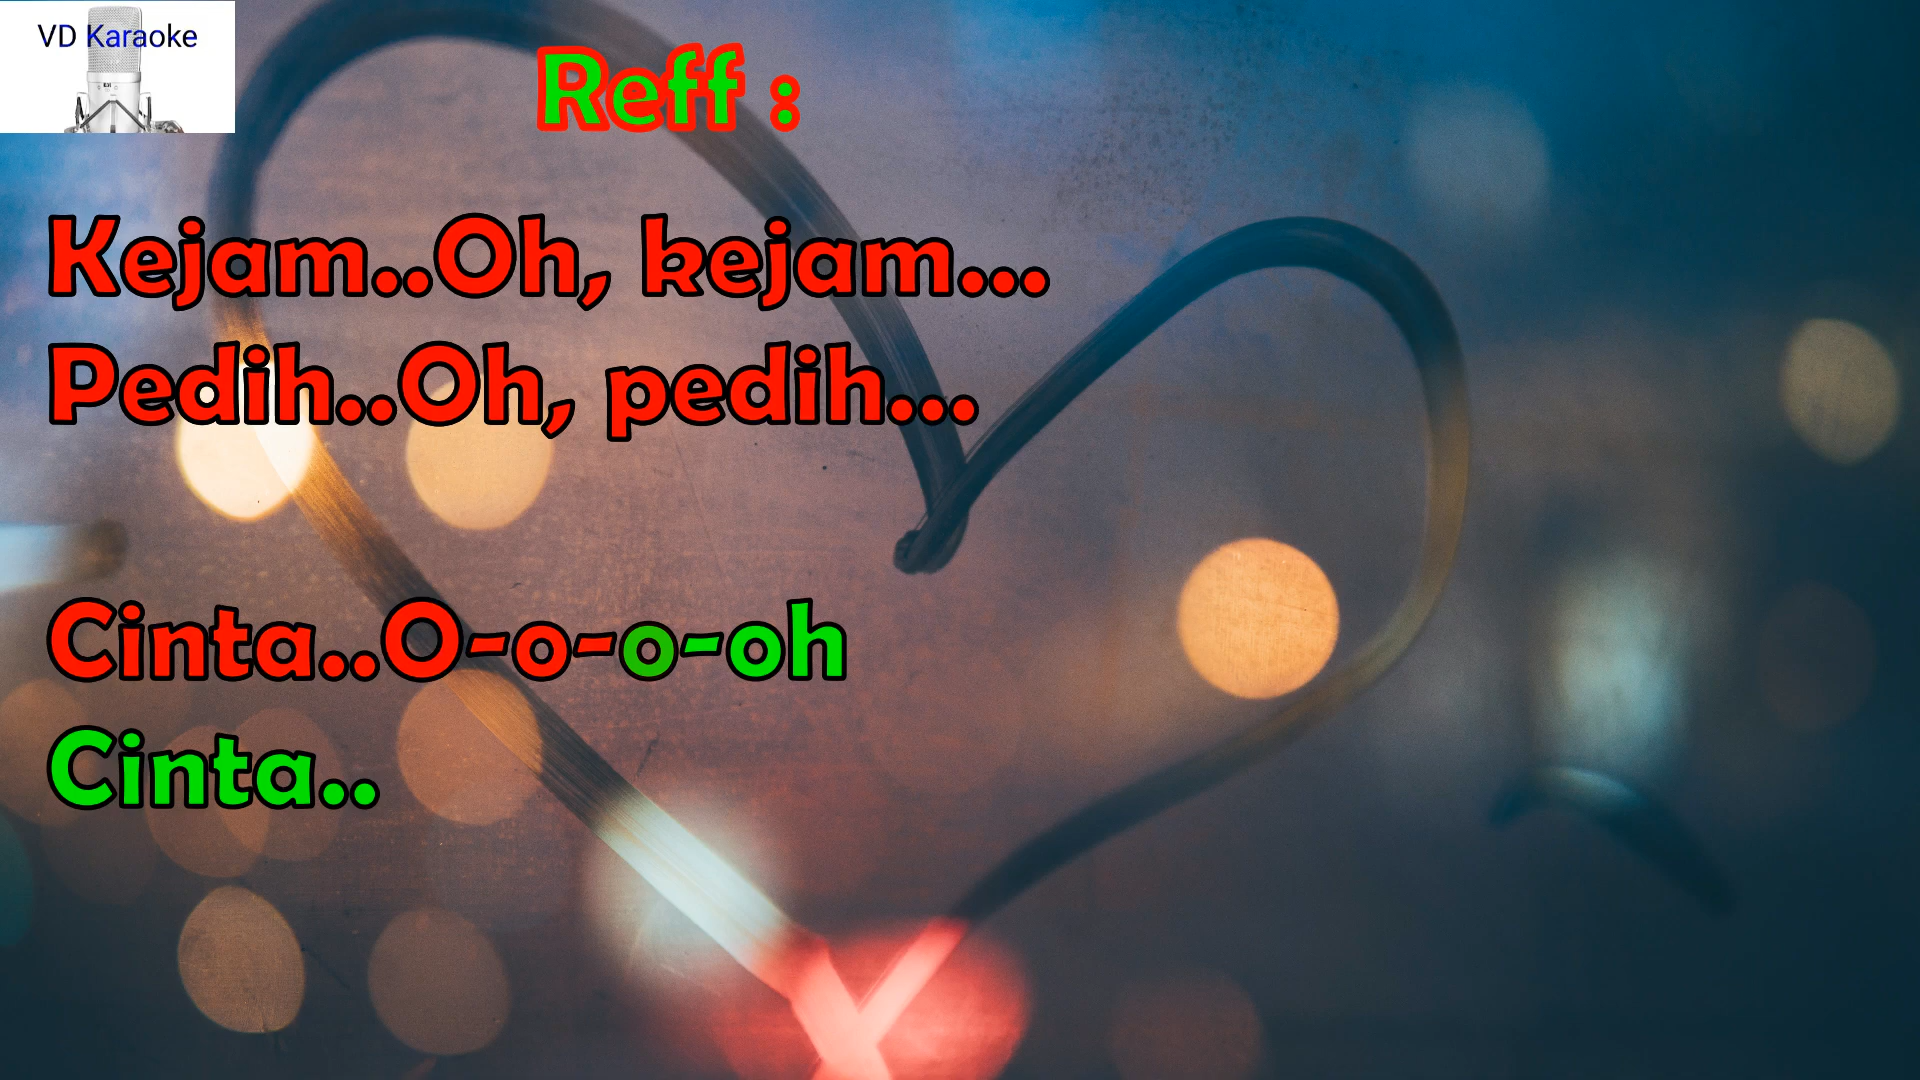 VD Karaoke
Reff :
Kejam..Oh, kejam...
Pedih..Oh, pedih...
Cinta..O-o-o-oh
Cinta..